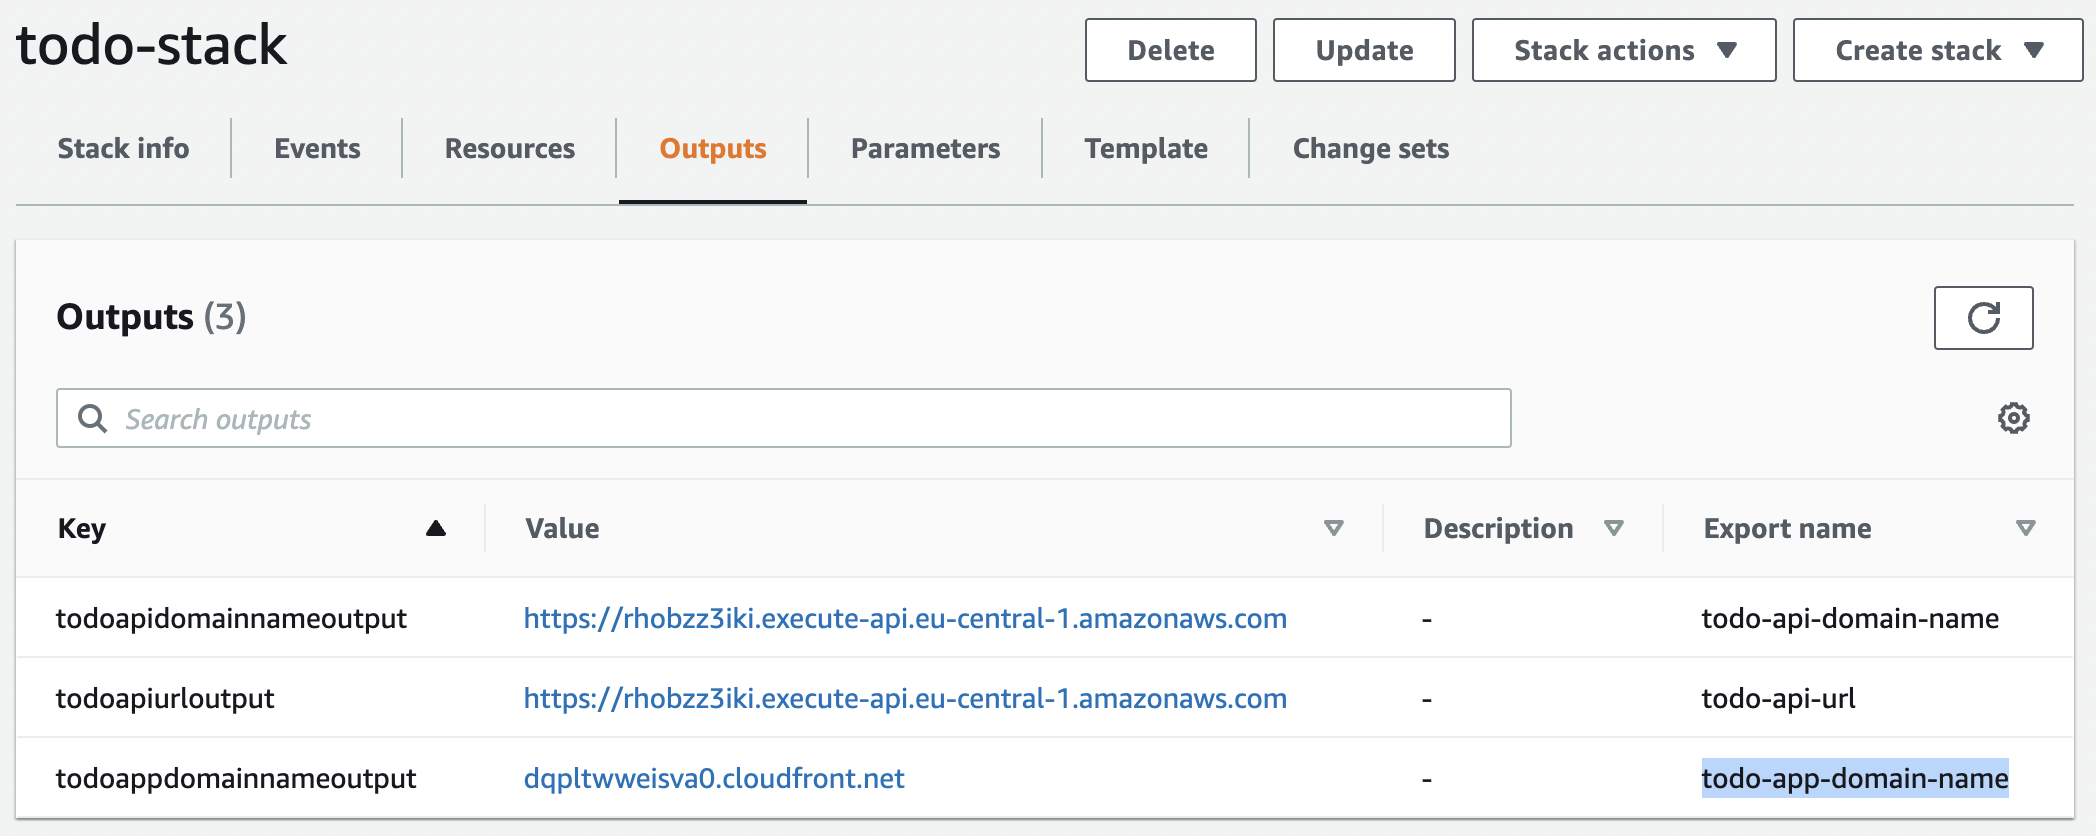 todo-stack
Delete
Update
Stack actions
Create stack
Stack info
Events
Resources
Outputs
Parameters
Template
Change sets
Outputs (3)
Search outputs
Key Value Description Export name
todoapidomainnameoutput https://rhobzz3iki.execute-api.eu-central-1.amazonaws.com - todo-api-domain-name
todoapiurloutput https://rhobzz3iki.execute-api.eu-central-1.amazonaws.com - todo-api-url
todoappdomainnameoutput dqpltwweisva0.cloudfront.net - todo-app-domain-name